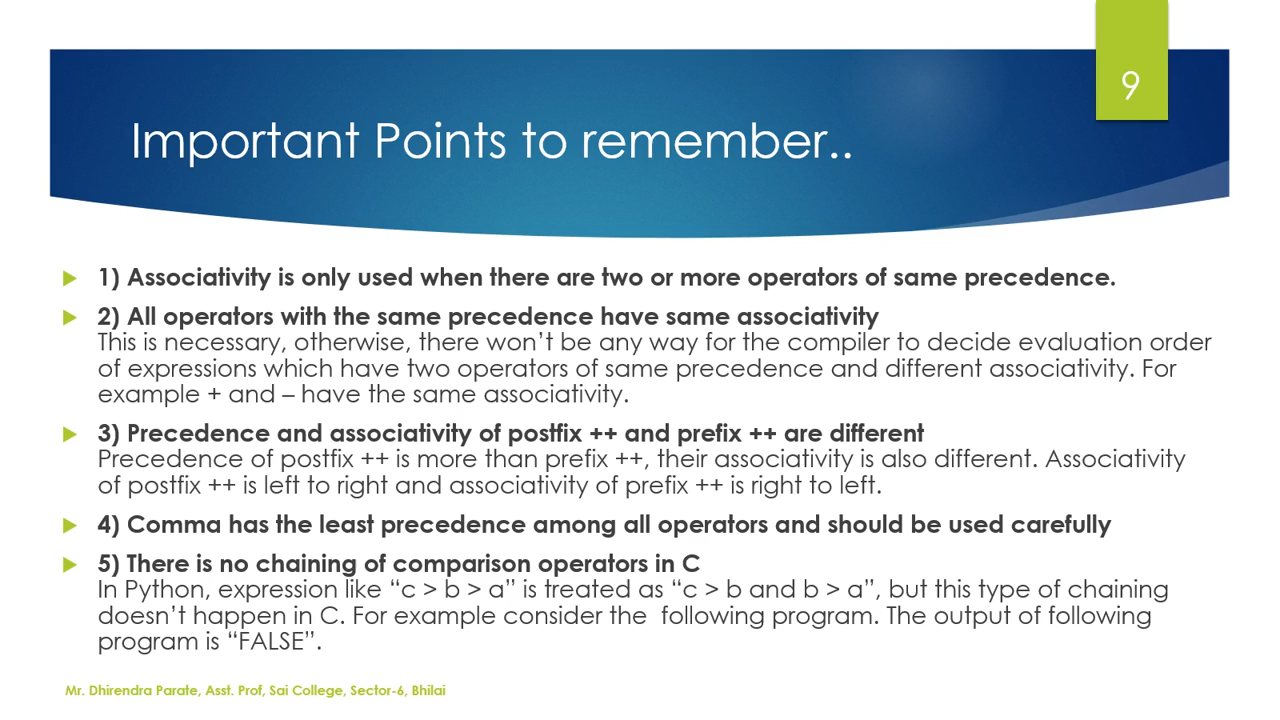 9
Important Points to remember..
1) Associativity is only used when there are two or more operators of same precedence.
2) All operators with the same precedence have same associativity
This is necessary, otherwise, there won’t be any way for the compiler to decide evaluation order
of expressions which have two operators of same precedence and different associativity. For
example + and – have the same associativity.
3) Precedence and associativity of postfix ++ and prefix ++ are different
Precedence of postfix ++ is more than prefix ++, their associativity is also different. Associativity
of postfix ++ is left to right and associativity of prefix ++ is right to left.
4) Comma has the least precedence among all operators and should be used carefully
5) There is no chaining of comparison operators in C
In Python, expression like “c > b > a” is treated as “c > b and b > a”, but this type of chaining
doesn’t happen in C. For example consider the  following program. The output of following
program is “FALSE”.
Mr. Dhirendra Parate, Asst. Prof, Sai College, Sector-6, Bhilai